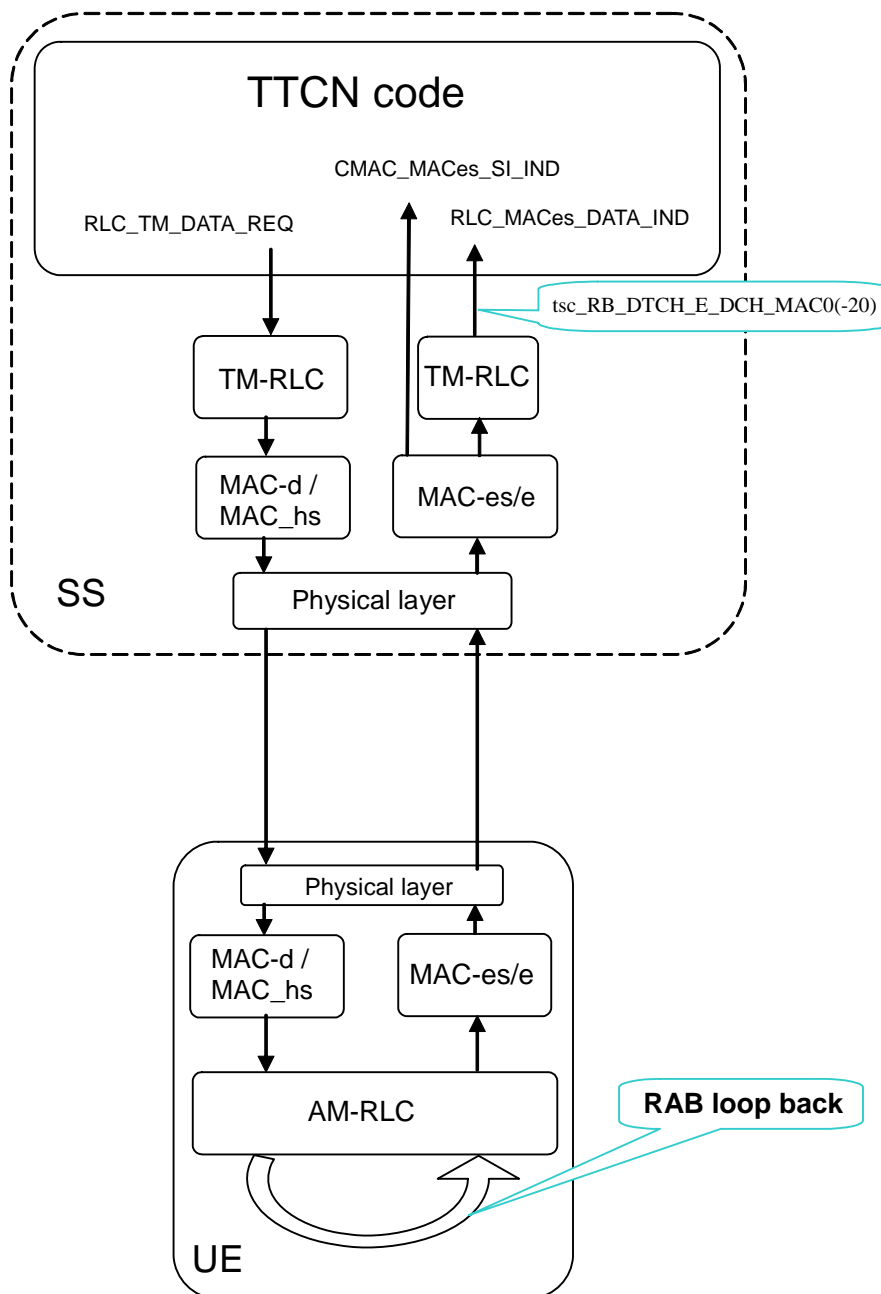 TTCN code
CMAC_MACes_SI_IND
RLC_TM_DATA_REQ
RLC_MACes_DATA_IND
tsc_RB_DTCH_E_DCH_MAC0(-20)
TM-RLC
TM-RLC
MAC-d /
MAC_hs
MAC-es/e
SS
Physical layer
Physical layer
MAC-d /
MAC_hs
MAC-es/e
AM-RLC
RAB loop back
UE